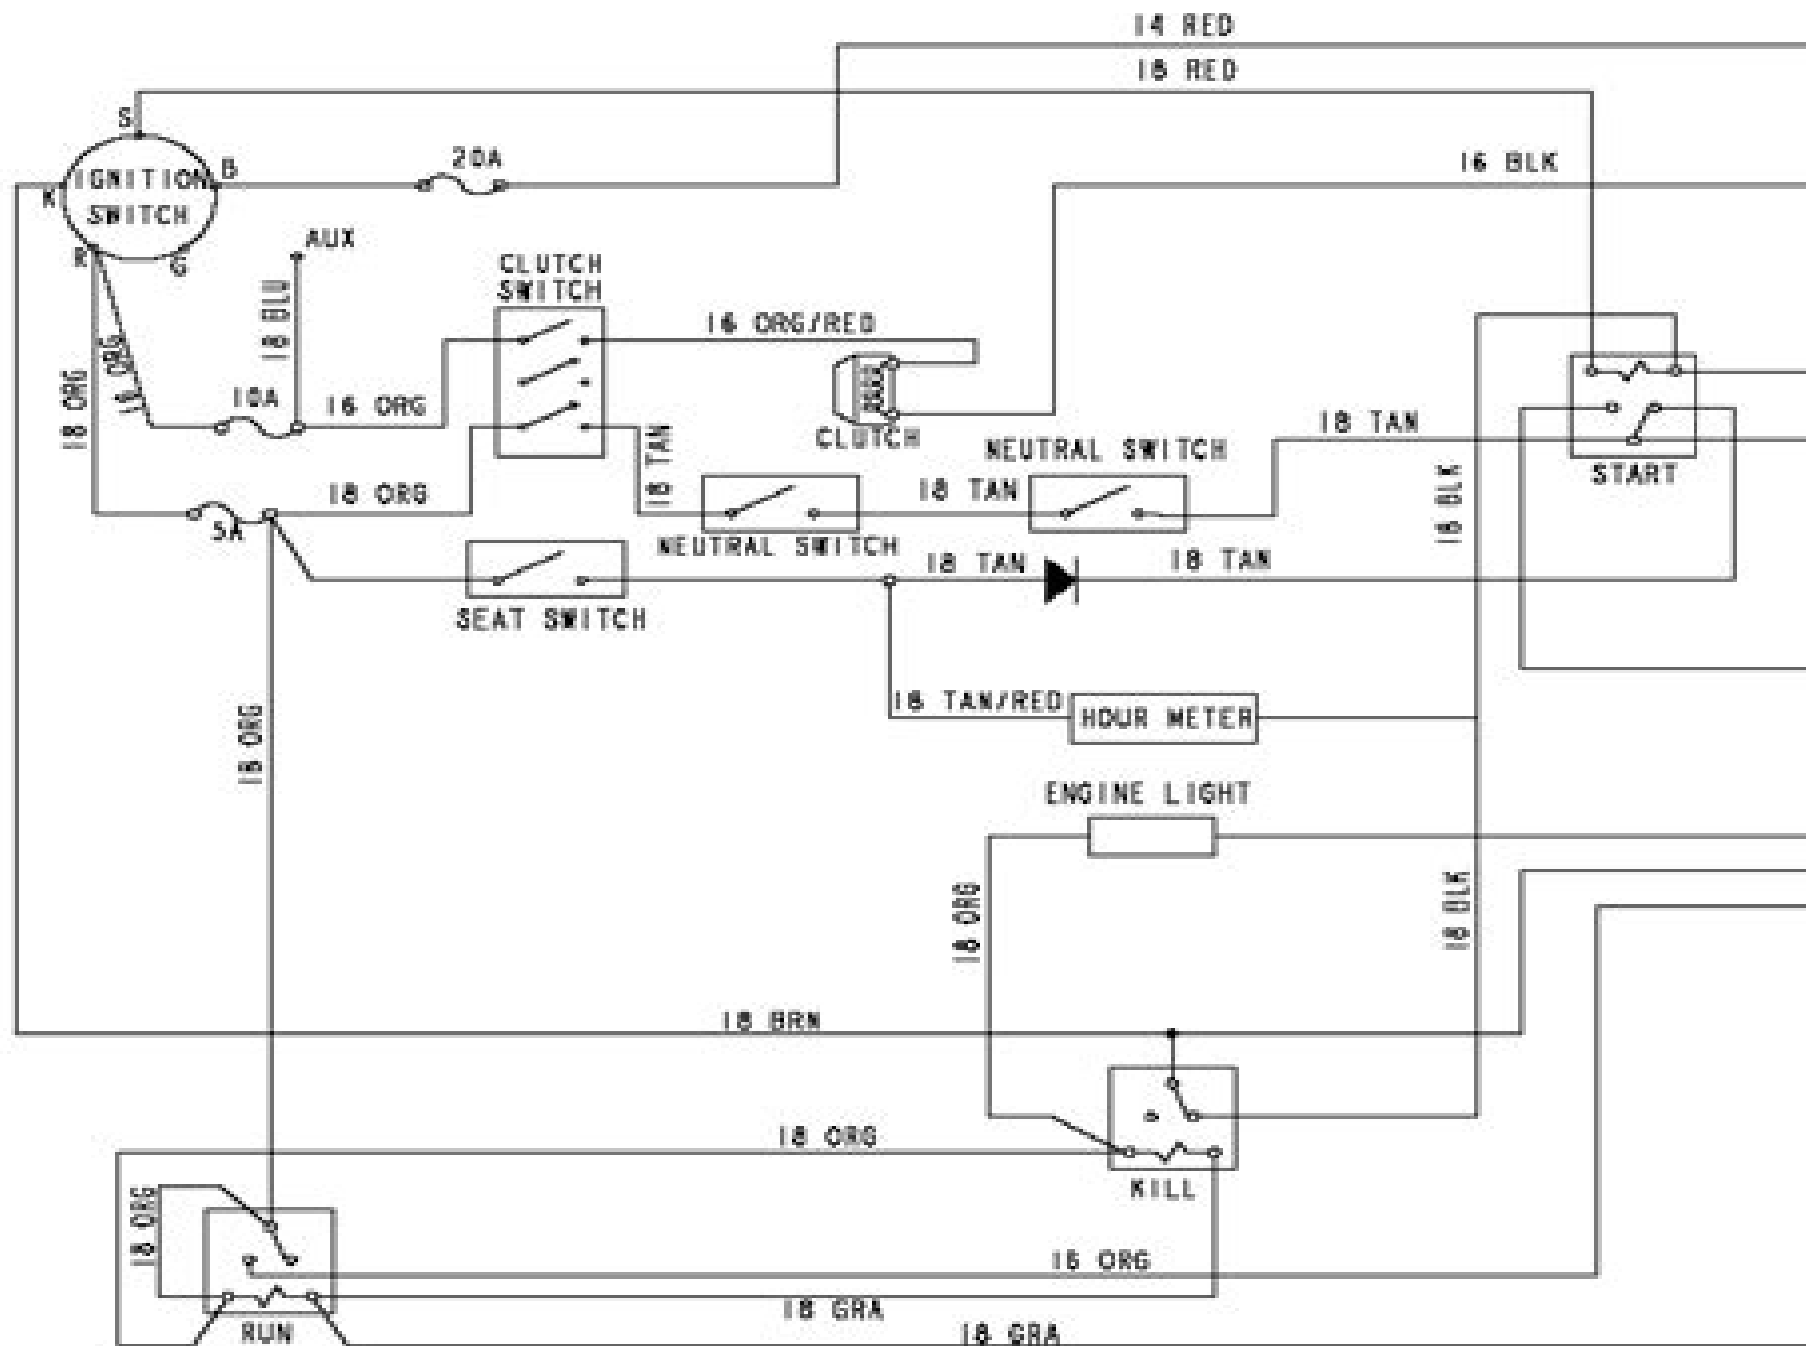 14 RED
18 RED
S
20A
B
16 BLK
IGNITION
K
SWITCH
AUX
G
CLUTCH
SWITCH
18 BLU
16 ORG/RED
18 ORG
18 ORG
10A
16 ORG
18 TAN
CLUTCH
NEUTRAL SWITCH
18 TAN
START
18 ORG
18 TAN
18 BLK
5A
NEUTRAL SWITCH
18 TAN
18 TAN
SEAT SWITCH
18 TAN/RED
HOUR METER
18 ORG
ENGINE LIGHT
18 ORG
18 BLK
18 BRN
18 ORG
KILL
18 ORG
18 ORG
18 GRA
RUN
18 GRA